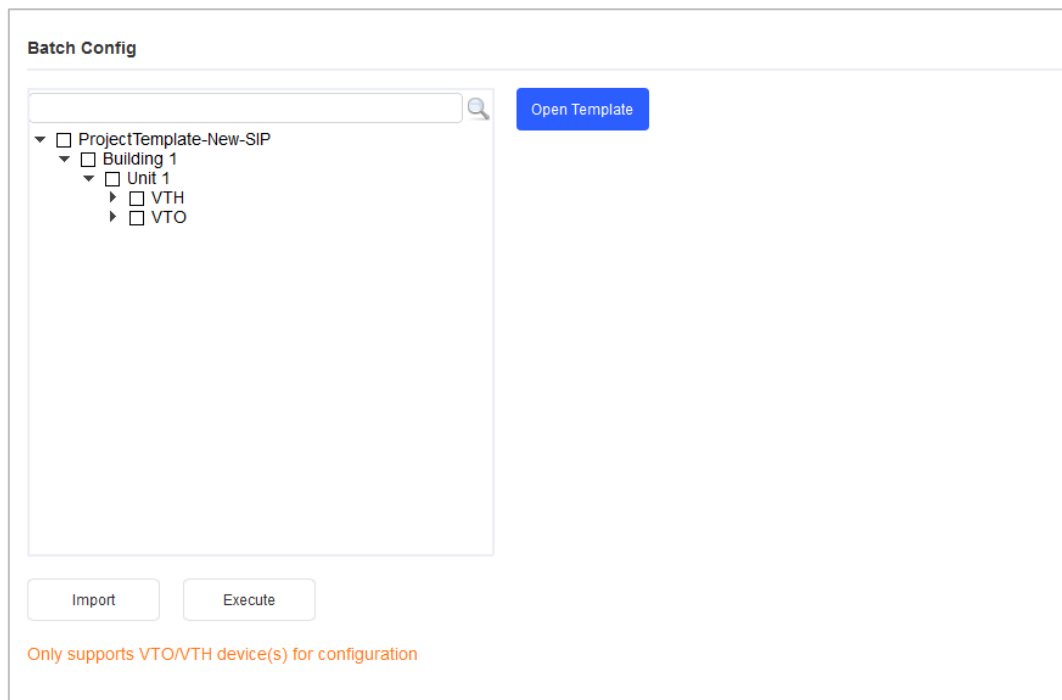 Batch Config
Open Template
ProjectTemplate-New-SIP
Building 1
Unit 1
VTH
VTO
Import
Execute
Only supports VTO/VTH device(s) for configuration